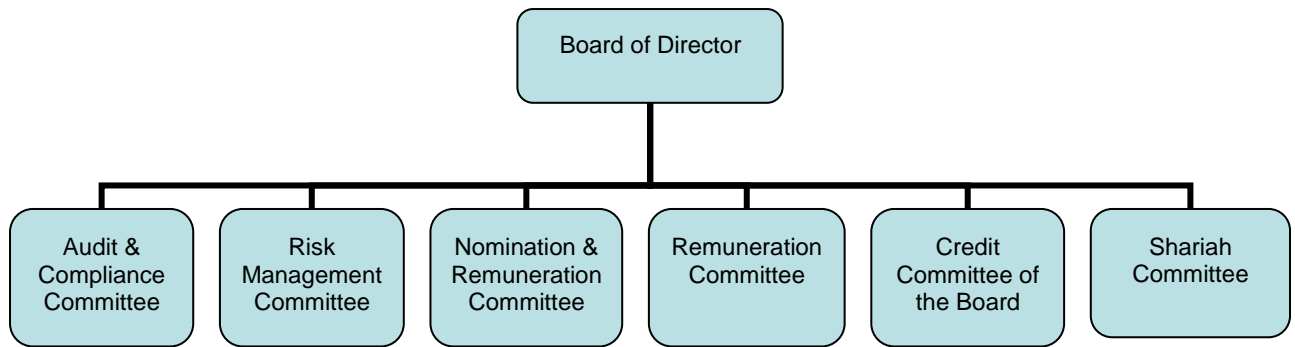 Board of Director
Audit &
Compliance
Committee
Risk
Management
Committee
Nomination &
Remuneration
Committee
Remuneration
Committee
Credit
Committee of
the Board
Shariah
Committee